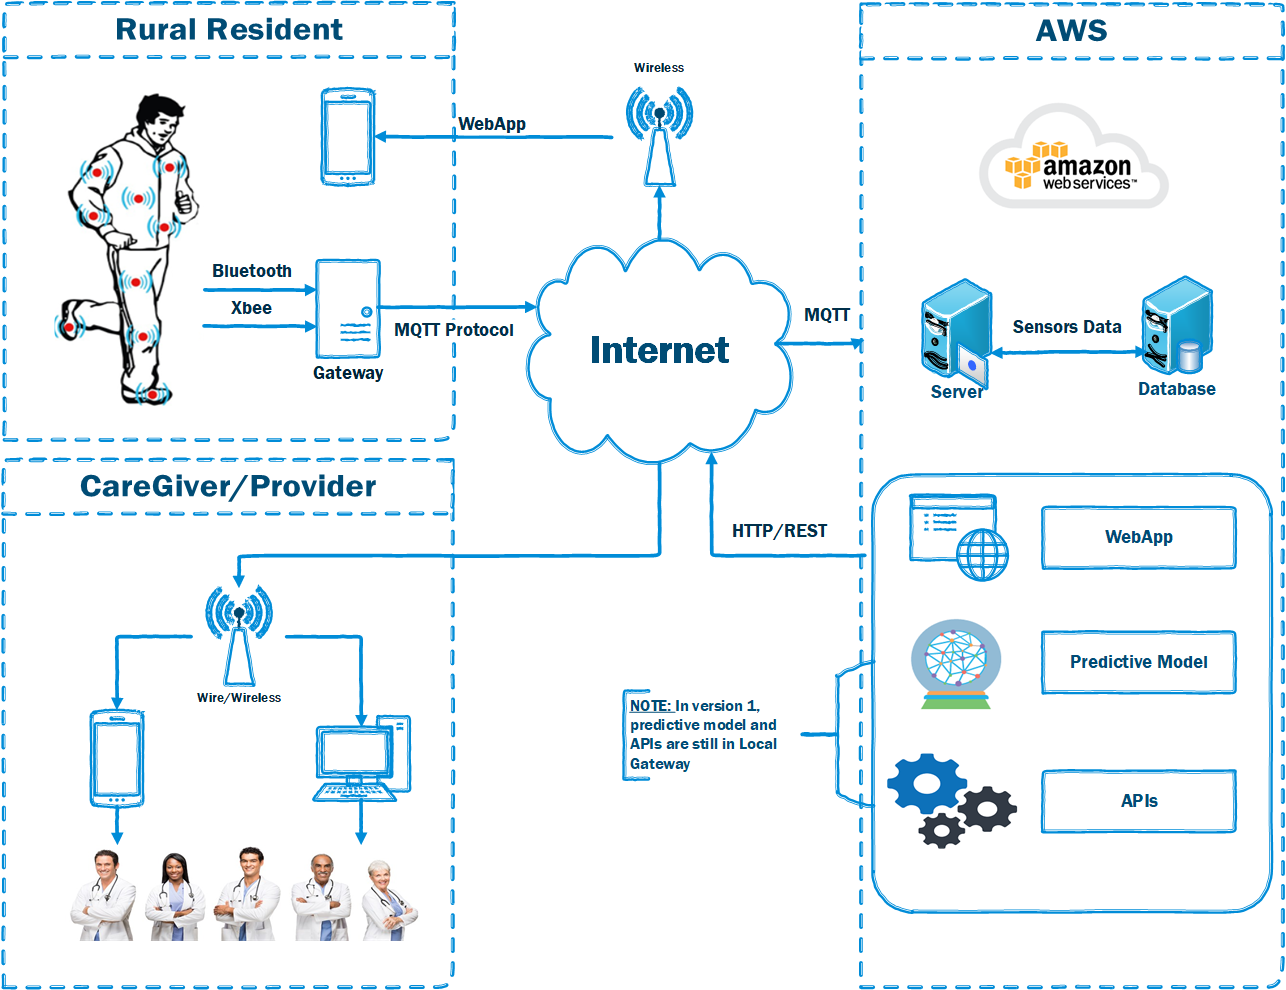 Rural Resident
AWS
Wireless
WebApp
amazon
web services™
Bluetooth
Xbee
MQTT Protocol
Gateway
Internet
MQTT
Sensors Data
Server
Database
CareGiver/Provider
HTTP/REST
WebApp
Predictive Model
Wire/Wireless
NOTE: In version 1,
predictive model and
APIs are still in Local
Gateway
APIs